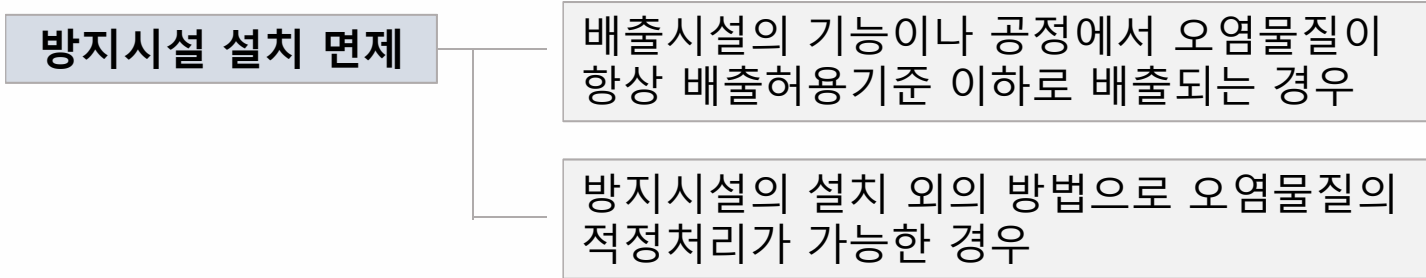 방지시설 설치 면제
배출시설의 기능이나 공정에서 오염물질이
항상 배출허용기준 이하로 배출되는 경우
방지시설의 설치 외의 방법으로 오염물질의
적정처리가 가능한 경우